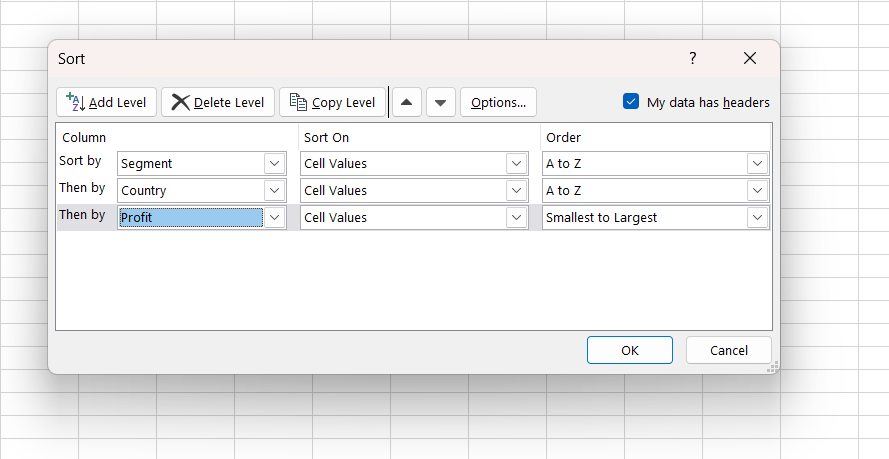 Sort ?
Add Level Delete Level Copy Level Options... My data has headers
Column Sort On Order
Sort by Segment Cell Values A to Z
Then by Country Cell Values A to Z
Then by Profit Cell Values Smallest to Largest
OK Cancel